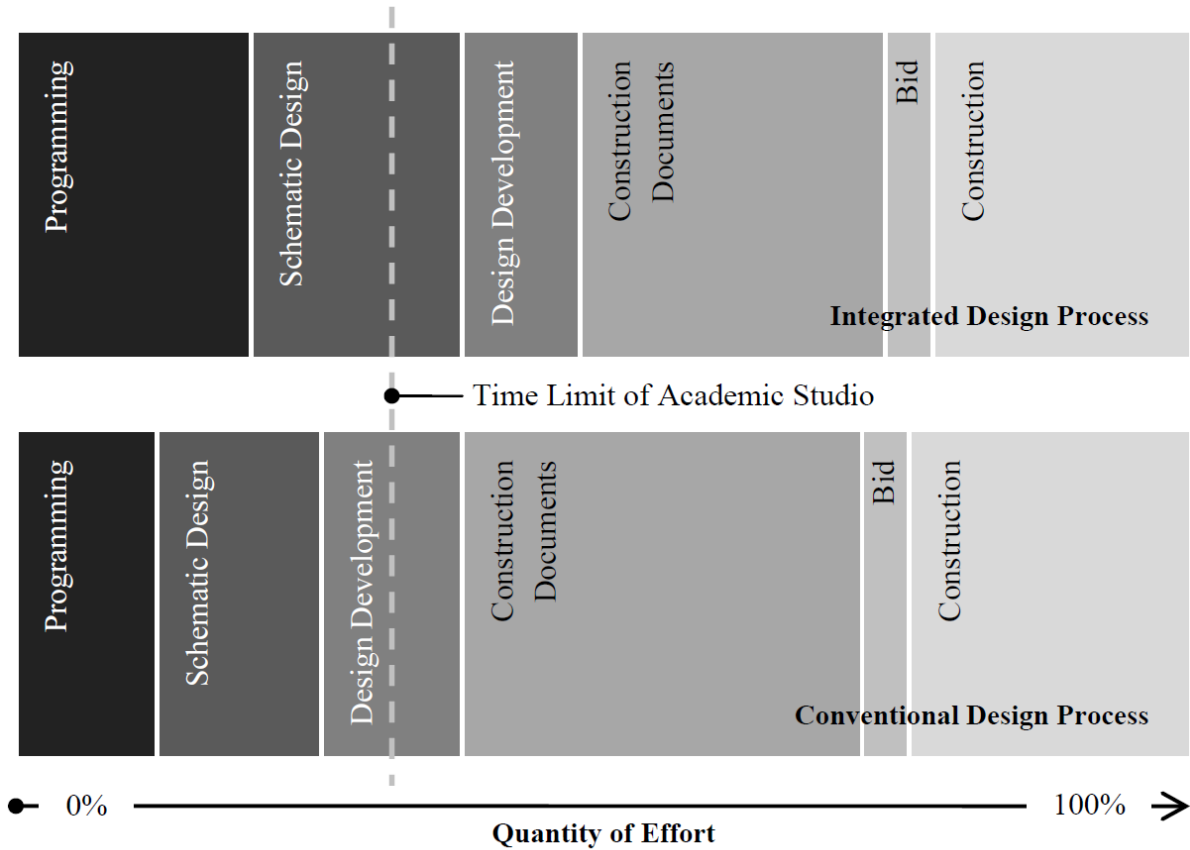 Programming
Schematic Design
Design Development
Construction
Documents
Bid
Construction
Integrated Design Process
Time Limit of Academic Studio
Programming
Schematic Design
Design Development
Construction
Documents
Bid
Construction
Conventional Design Process
0%
100%
Quantity of Effort